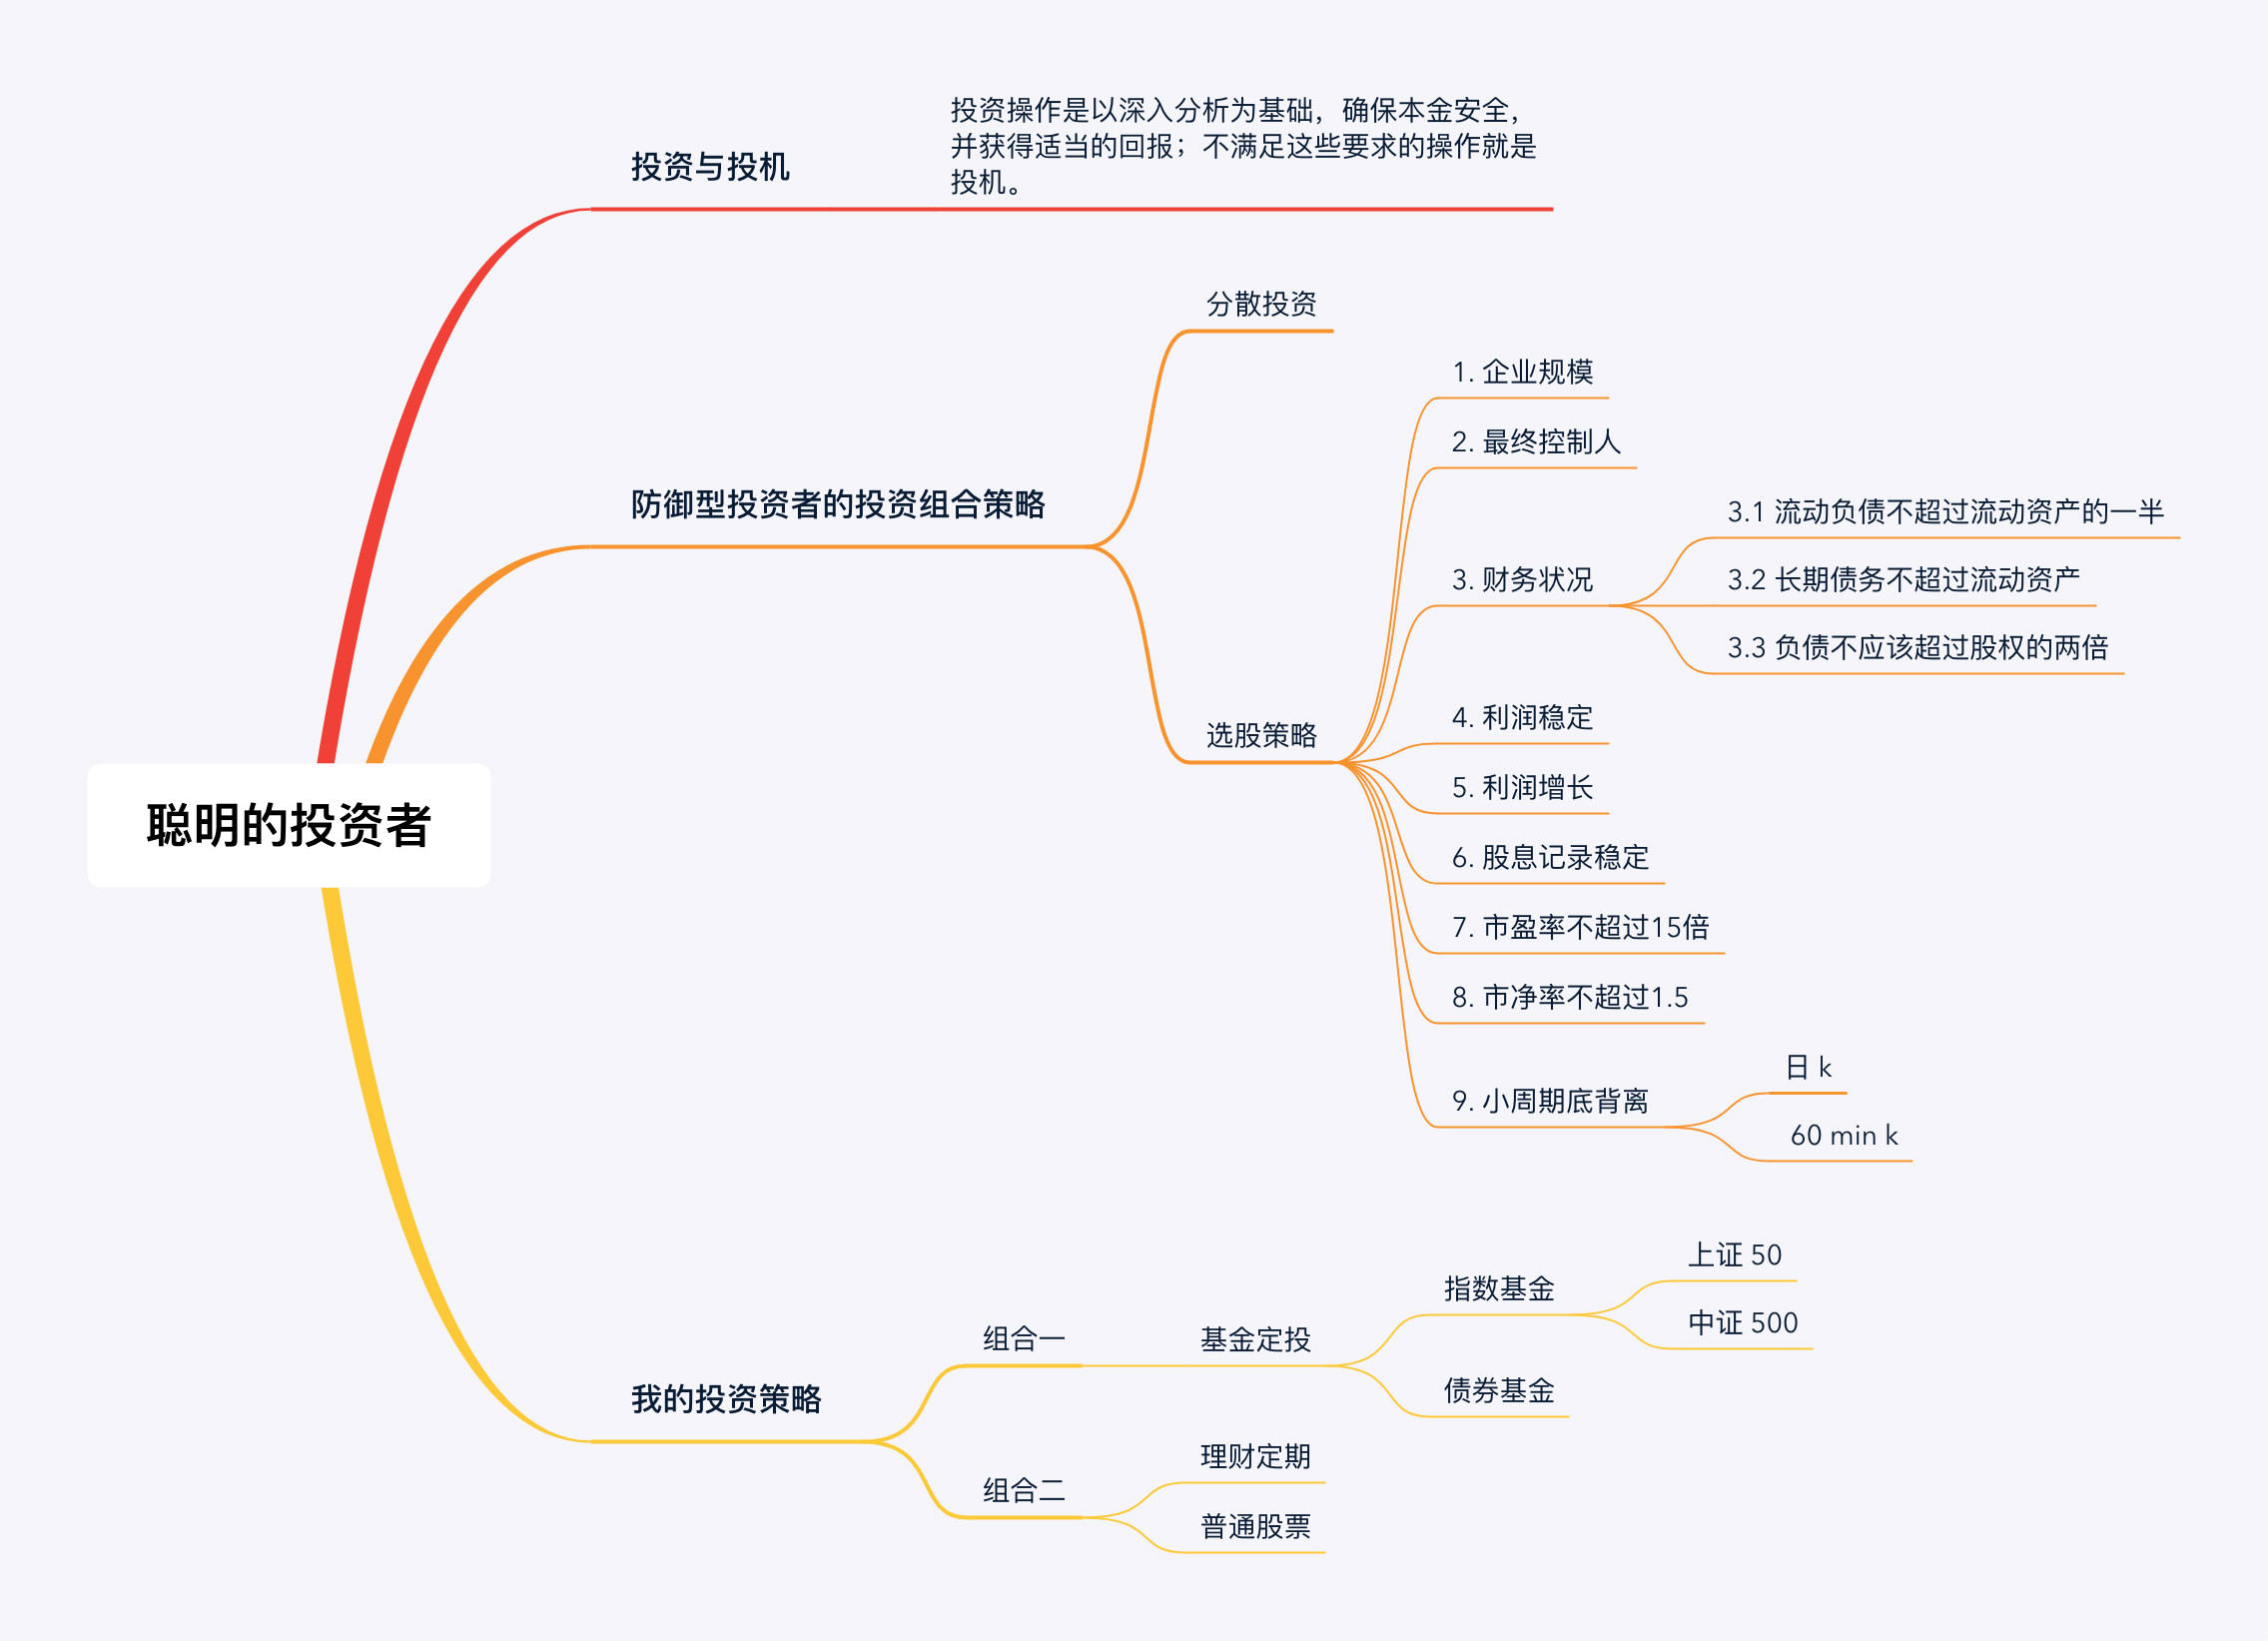 投资与投机
投资操作是以深入分析为基础，确保本金安全，
并获得适当的回报；不满足这些要求的操作就是
投机。
分散投资
1. 企业规模
2. 最终控制人
防御型投资者的投资组合策略
3.1 流动负债不超过流动资产的一半
3. 财务状况
3.2 长期债务不超过流动资产
3.3 负债不应该超过股权的两倍
选股策略
4. 利润稳定
5. 利润增长
聪明的投资者
6. 股息记录稳定
7. 市盈率不超过15倍
8. 市净率不超过1.5
9. 小周期底背离
日 k
60 min k
我的投资策略
组合一
基金定投
指数基金
上证 50
中证 500
债券基金
组合二
理财定期
普通股票